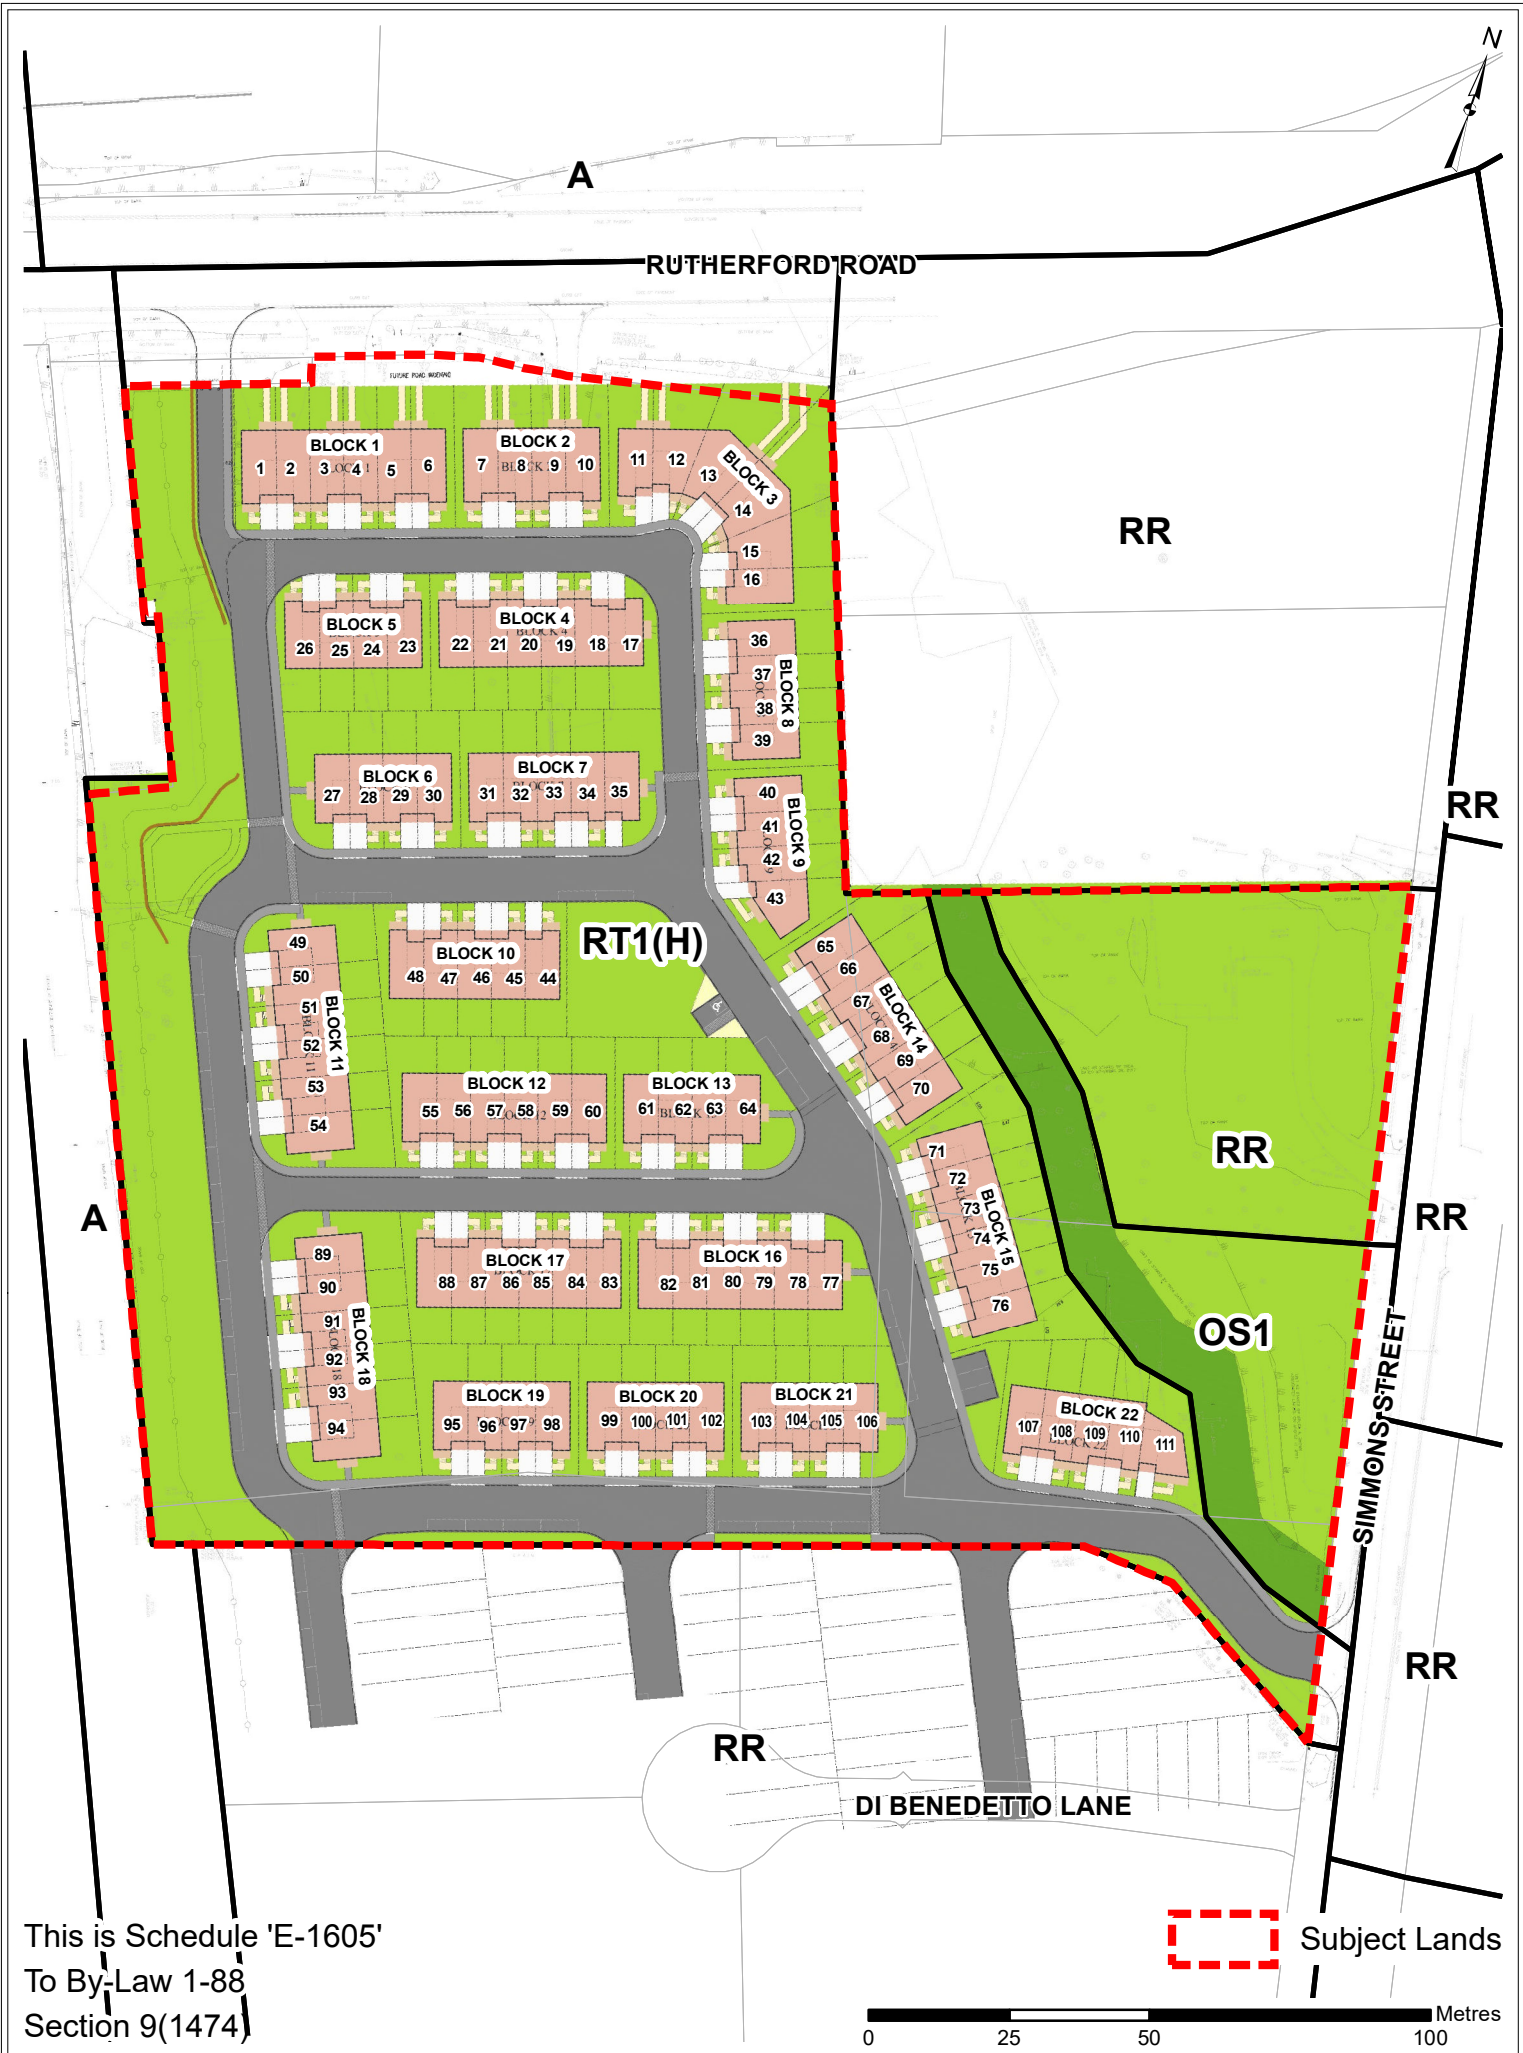 N
A
RUTHERFORD ROAD
FUTURE ROAD WIDENING
BLOCK 1
1 2 3 4 5 6
BLOCK 2
7 8 9 10
BLOCK 3
11 12 13 14 15 16
RR
BLOCK 5
26 25 24 23
BLOCK 4
22 21 20 19 18 17
BLOCK 8
36
37
38
39
BLOCK 6
27 28 29 30
BLOCK 7
31 32 33 34 35
BLOCK 9
40
41
42
43
RR
RT1(H)
BLOCK 10
48 47 46 45 44
BLOCK 11
49
50
51
52
53
54
BLOCK 14
65
66
67
68
69
70
BLOCK 12
55 56 57 58 59 60
BLOCK 13
61 62 63 64
BLOCK 15
71
72
73
74
75
76
RR
A
RR
BLOCK 17
88 87 86 85 84 83
BLOCK 16
82 81 80 79 78 77
BLOCK 18
89
90
91
92
93
94
OS1
SIMMONS STREET
BLOCK 19
95 96 97 98
BLOCK 20
99 100 101 102
BLOCK 21
103 104 105 106
BLOCK 22
107 108 109 110 111
RR
RR
DI BENEDETTO LANE
This is Schedule 'E-1605'
To By-Law 1-88
Section 9(1474)
Subject Lands
Metres
0 25 50 100